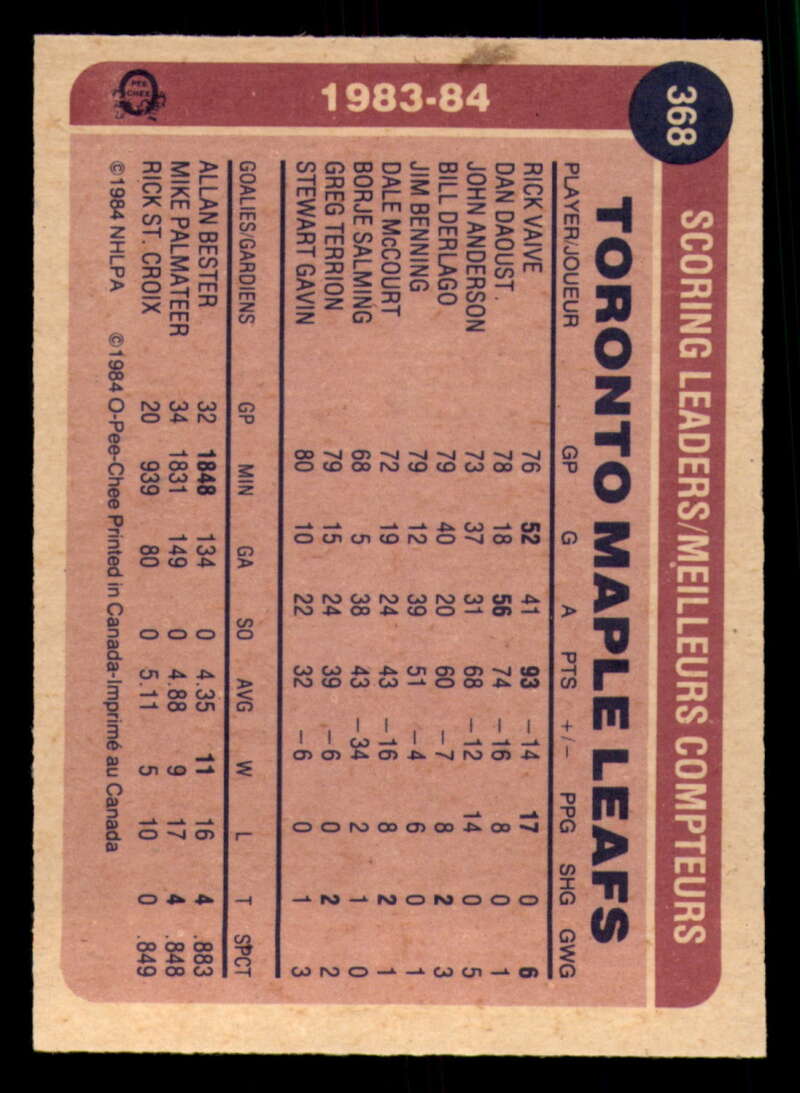 368
SCORING LEADERS/MEILLEURS COMPTEURS
1983-84
PEE
CHEE
TORONTO MAPLE LEAFS
PLAYER/JOUEUR GP G A PTS +/− PPG SHG GWG
RICK VAIVE 76 52 41 93 −14 17 0 6
DAN DAOUST 78 18 56 74 −16 8 0 1
JOHN ANDERSON 73 37 31 68 −12 14 0 5
BILL DERLAGO 79 40 20 60 −7 8 2 3
JIM BENNING 79 12 39 51 −4 6 0 1
DALE McCOURT 72 19 24 43 −16 8 2 1
BORJE SALMING 68 5 38 43 −34 2 1 0
GREG TERRION 79 15 24 39 −6 0 2 2
STEWART GAVIN 80 10 22 32 −6 0 1 3
GOALIES/GARDIENS GP MIN GA SO AVG W L T SPCT
ALLAN BESTER 32 1848 134 0 4.35 11 16 4 .883
MIKE PALMATEER 34 1831 149 0 4.88 9 17 4 .848
RICK ST. CROIX 20 939 80 0 5.11 5 10 0 .849
©1984 NHLPA ©1984 O-Pee-Chee Printed in Canada-Imprimé au Canada